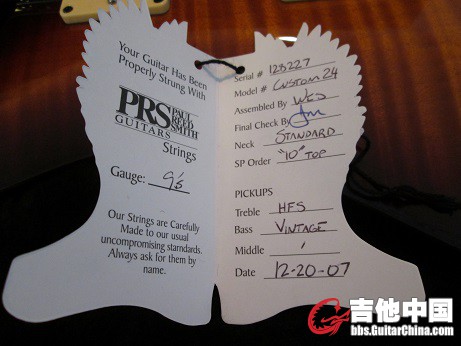 Your Guitar Has Been
Properly Strung With
PRS PAUL
REED
SMITH
GUITARS
Strings
Gauge: 9's
Our Strings are Carefully
Made to our usual
uncompromising standards.
Always ask for them by
name.
Serial # 128227
Model # CUSTOM 24
Assembled By WES
Final Check By
Neck STANDARD
SP Order "10" TOP
PICKUPS
Treble HFS
Bass VINTAGE
Middle /
Date 12-20-07
吉他中国
bbs.GuitarChina.com